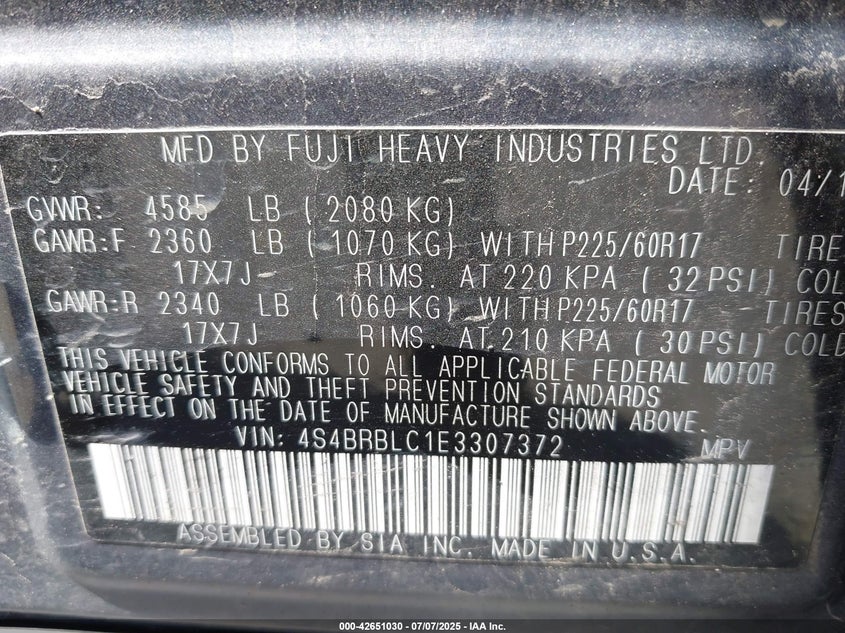 MFD BY FUJI HEAVY INDUSTRIES LTD.
DATE: 04/1
GVWR: 4585 LB ( 2080 KG)
GAWR:F 2360 LB ( 1070 KG) WITH P225/60R17 TIRE
17X7J RIMS. AT 220 KPA ( 32 PSI) COL
GAWR:R 2340 LB ( 1060 KG) WITH P225/60R17 TIRES
17X7J RIMS. AT 210 KPA ( 30 PSI) COLD
THIS VEHICLE CONFORMS TO ALL APPLICABLE FEDERAL MOTOR
VEHICLE SAFETY AND THEFT PREVENTION STANDARDS
IN EFFECT ON THE DATE OF MANUFACTURE SHOWN ABOVE.
VIN: 4S4BRBLC1E3307372 MPV
ASSEMBLED BY SIA INC. MADE IN U.S.A.
000-42651030 - 07/07/2025 - IAA Inc.